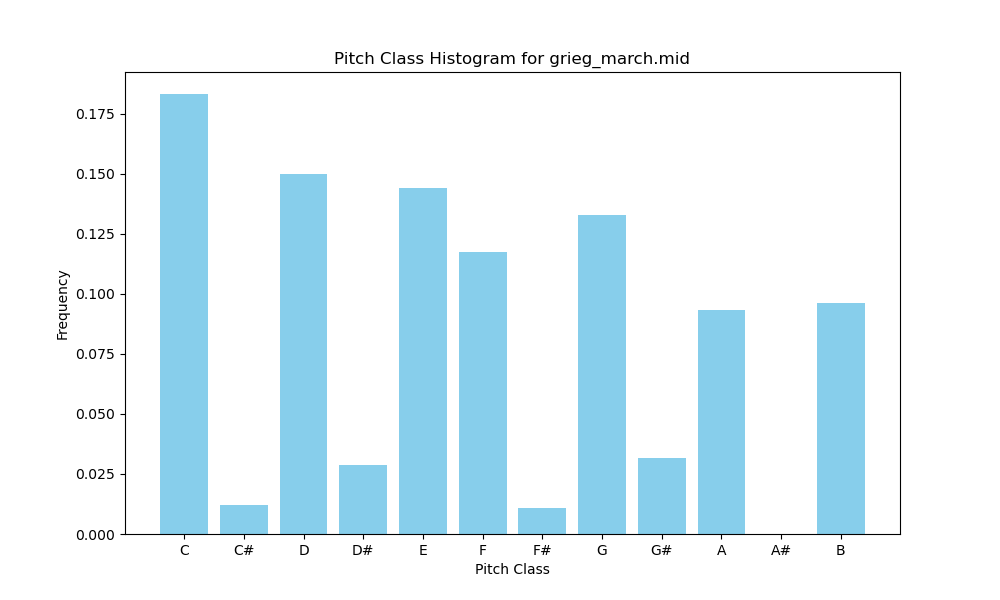 Pitch Class Histogram for grieg_march.mid
Frequency
0.175
0.150
0.125
0.100
0.075
0.050
0.025
0.000
C C# D D# E F F# G G# A A# B
Pitch Class